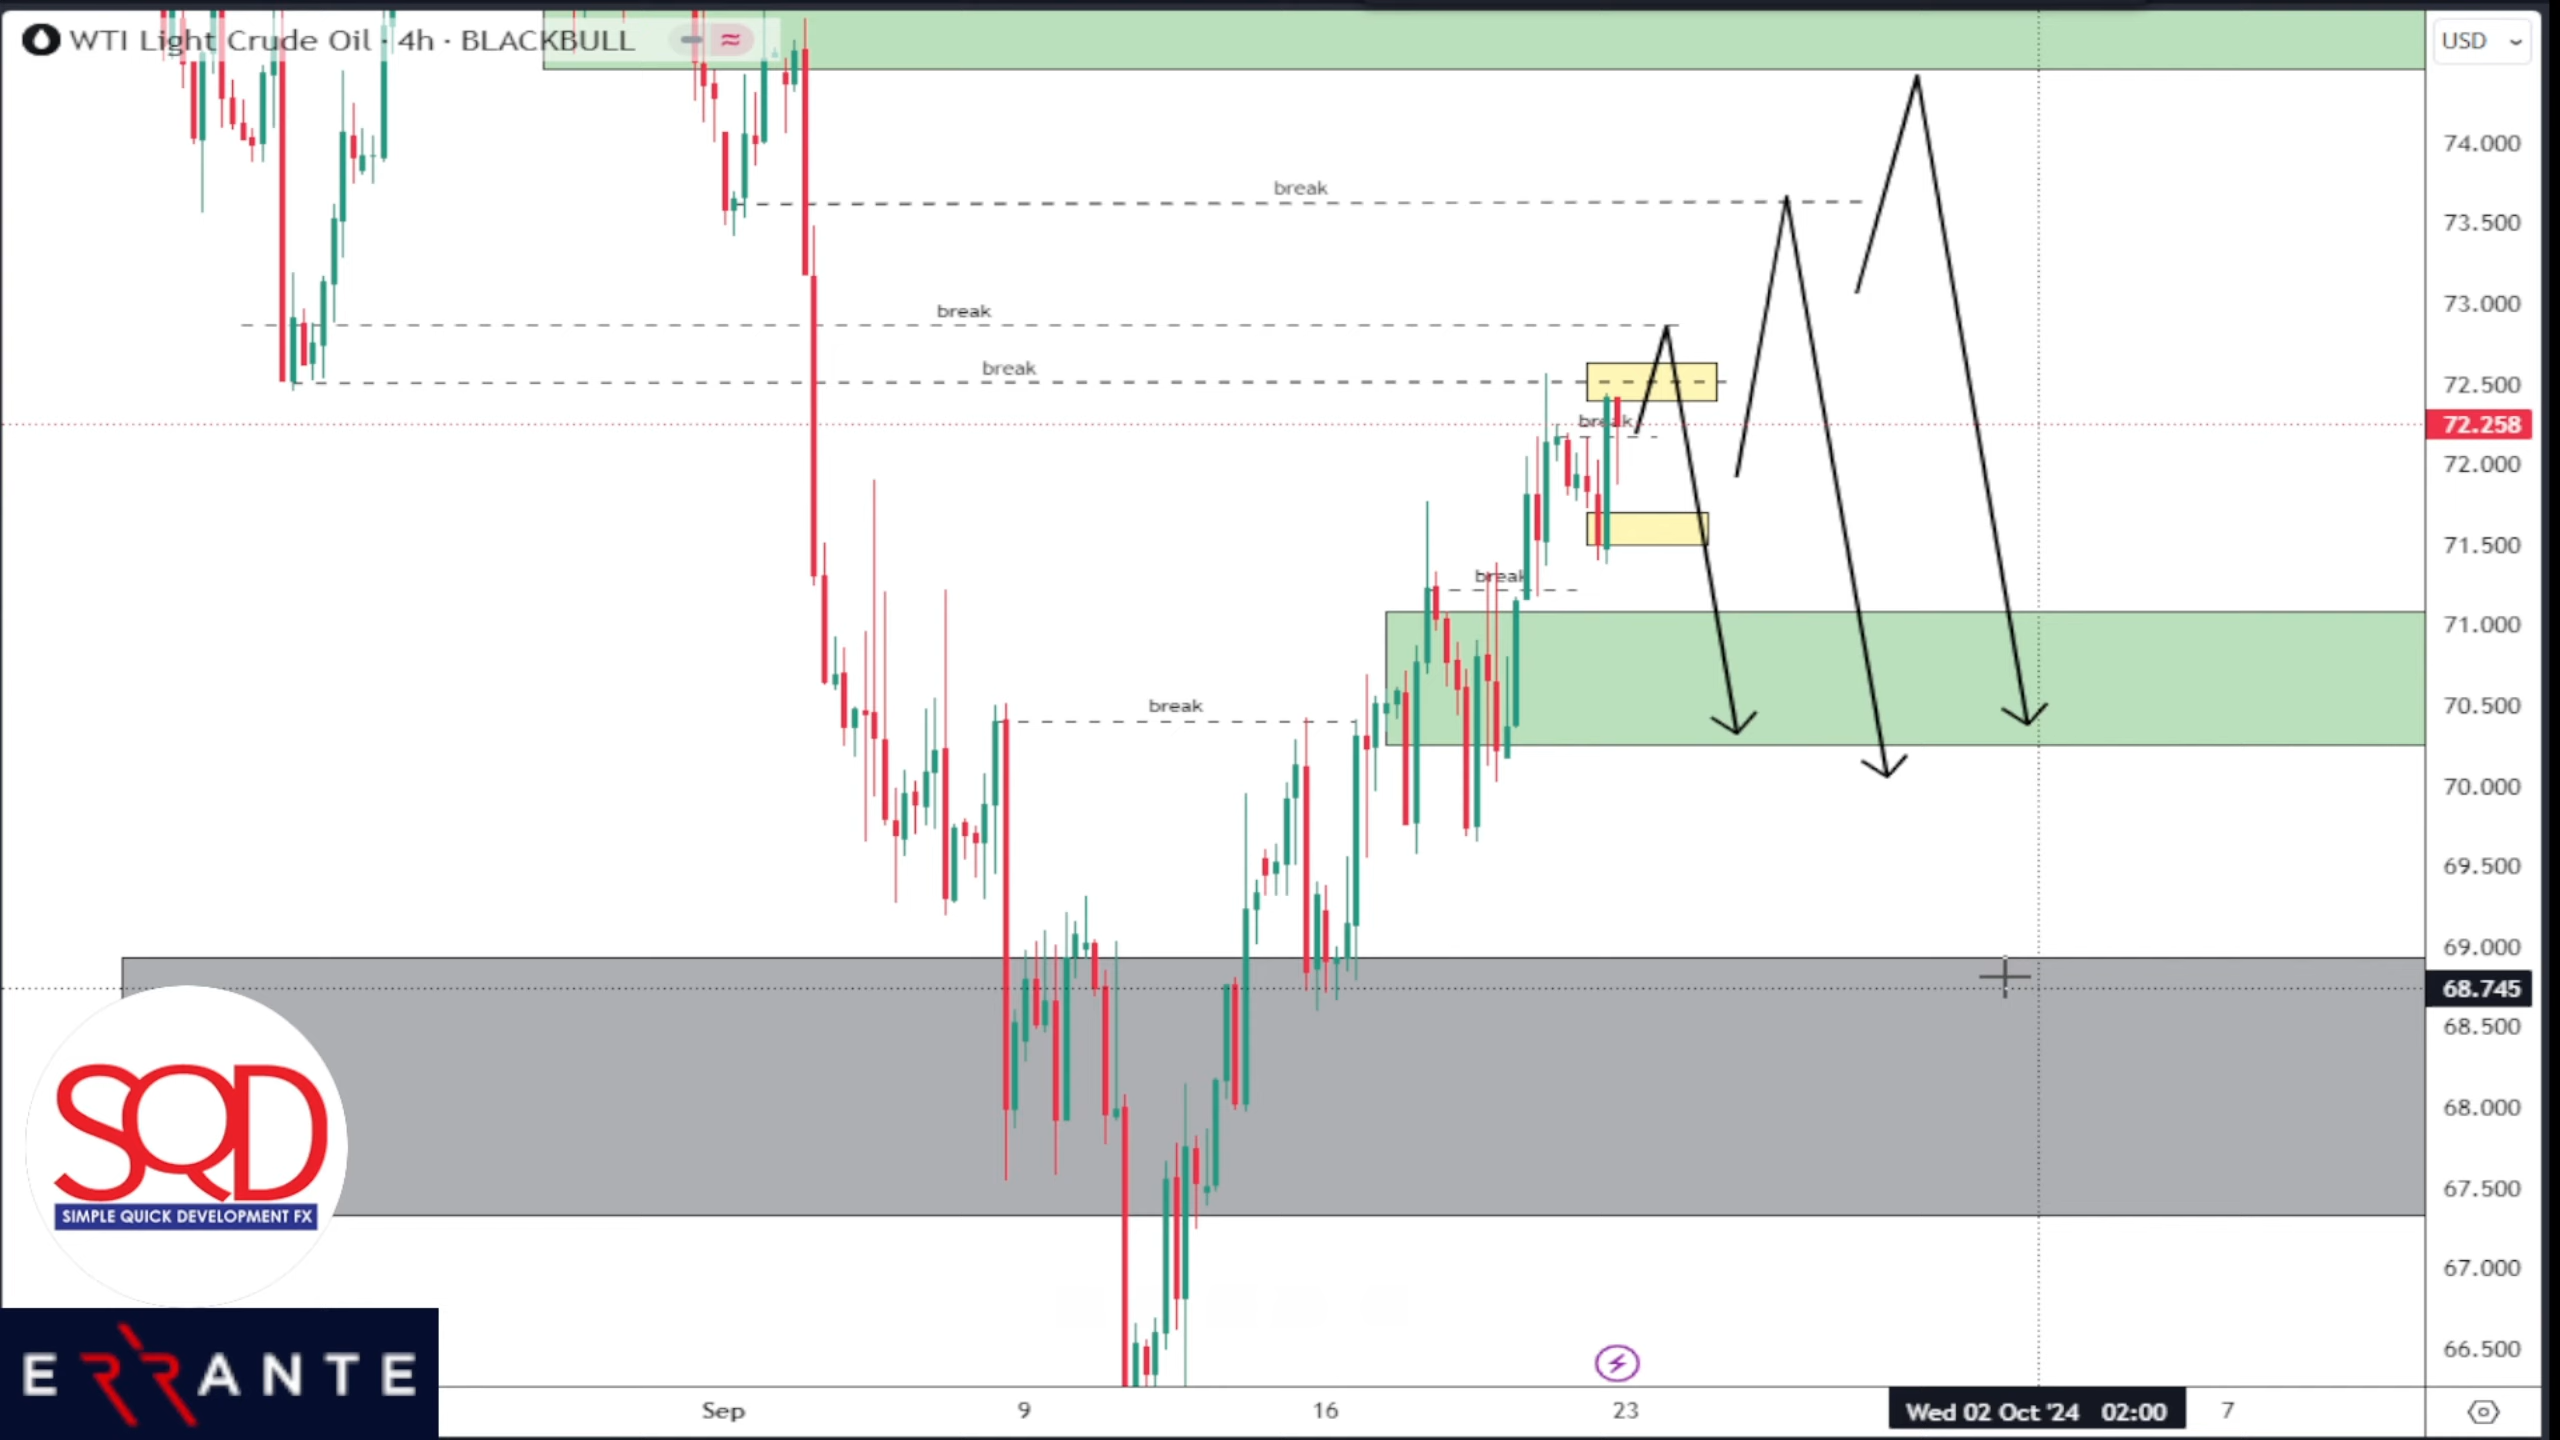 WTI Light Crude Oil · 4h · BLACKBULL
USD
74.000
break
73.500
break
73.000
break
72.500
break
72.258
72.000
71.500
break
71.000
break
70.500
70.000
69.500
69.000
68.745
68.500
68.000
67.500
67.000
66.500
SQD
SIMPLE QUICK DEVELOPMENT FX
ERRANTE
Sep 9 16 23 Wed 02 Oct '24 02:00 7